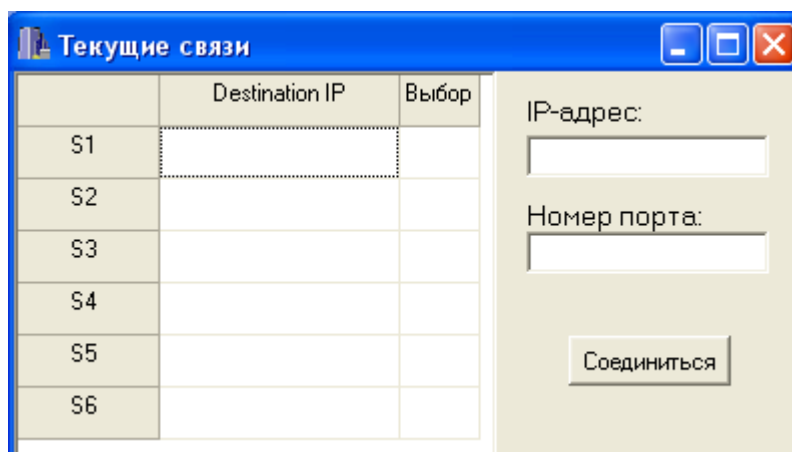 Текущие связи
Destination IP Выбор
S1
S2
S3
S4
S5
S6
IP-адрес:
Номер порта:
Соединиться